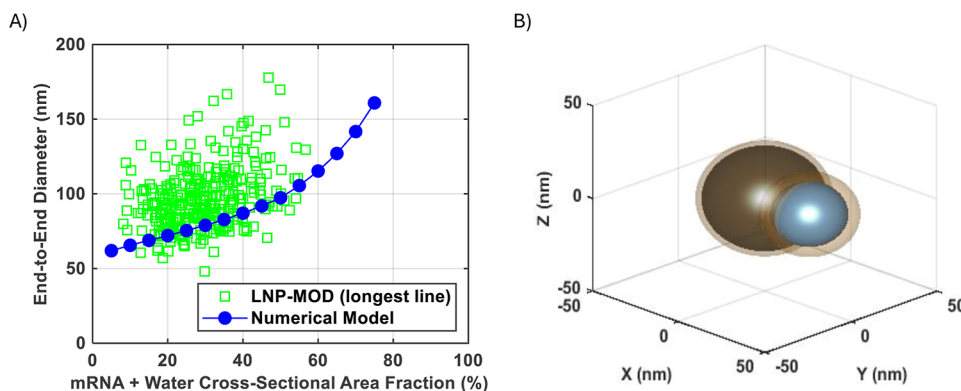 A)
200
150
100
50
0
0 20 40 60 80 100
End-to-End Diameter (nm)
mRNA + Water Cross-Sectional Area Fraction (%)
LNP-MOD (longest line)
Numerical Model
B)
50
0
-50
Z (nm)
-50
0
50
X (nm)
-50
0
50
Y (nm)